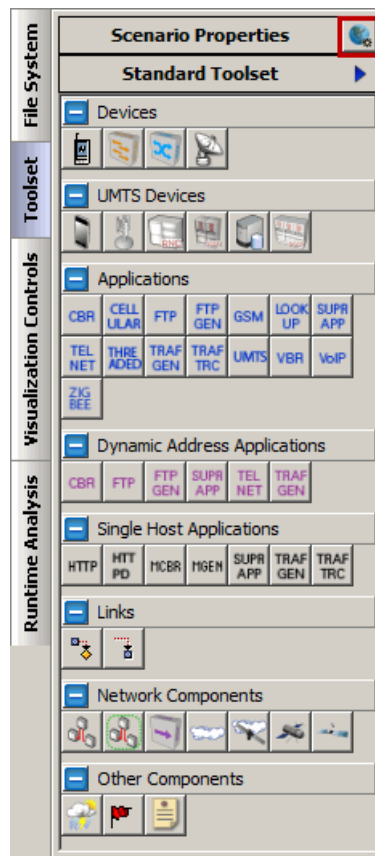 File System
Toolset
Visualization Controls
Runtime Analysis
Scenario Properties
Standard Toolset
Devices
UMTS Devices
RNC
Applications
CBR
CELL
ULAR
FTP
FTP
GEN
GSM
LOOK
UP
SUPR
APP
TEL
NET
THRE
ADED
TRAF
GEN
TRAF
TRC
UMTS
VBR
VoIP
ZIG
BEE
Dynamic Address Applications
CBR
FTP
FTP
GEN
SUPR
APP
TEL
NET
TRAF
GEN
Single Host Applications
HTTP
HTT
PD
MCBR
MGEN
SUPR
APP
TRAF
GEN
TRAF
TRC
Links
Network Components
Other Components